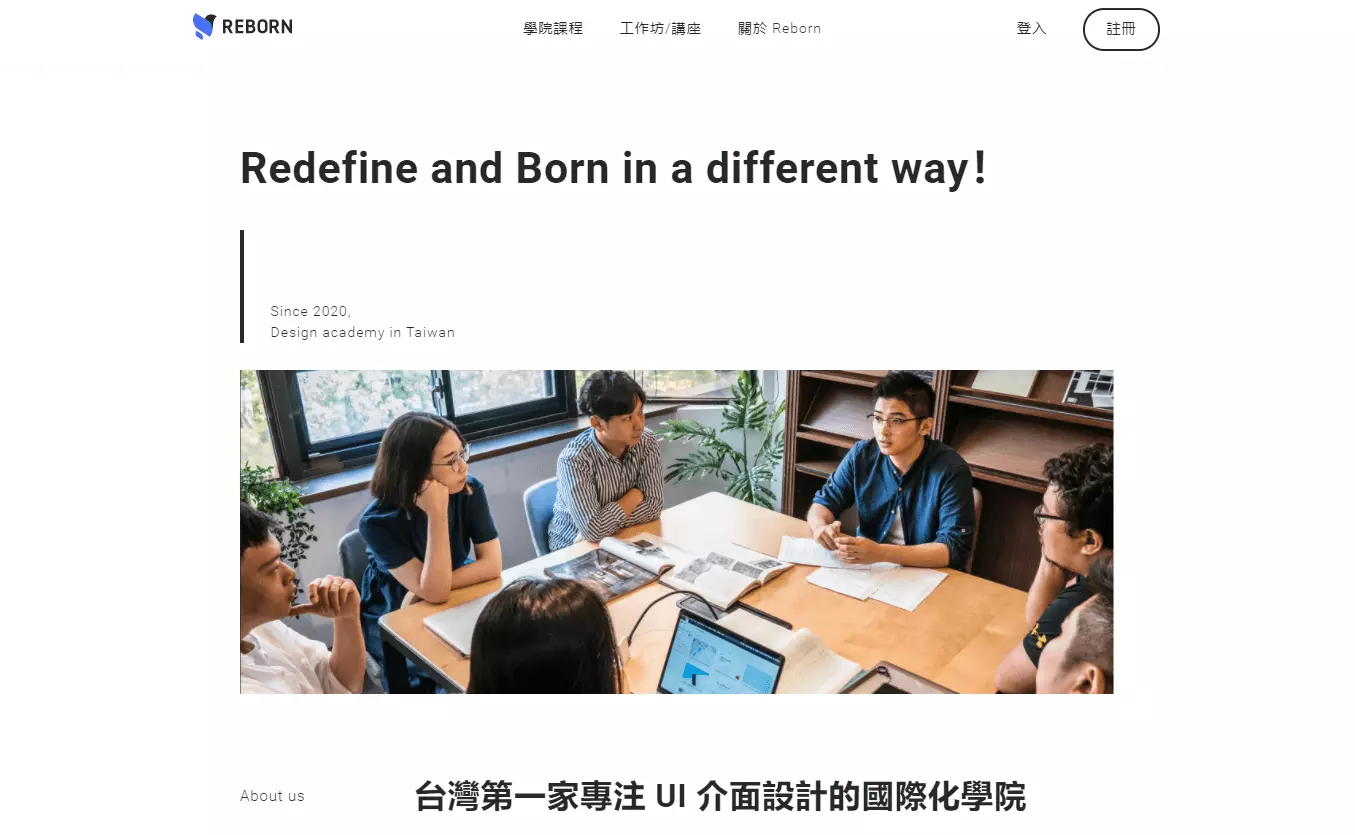 REBORN
學院課程
工作坊/講座
關於 Reborn
登入
註冊
Redefine and Born in a different way!
Since 2020,
Design academy in Taiwan
About us
台灣第一家專注 UI 介面設計的國際化學院